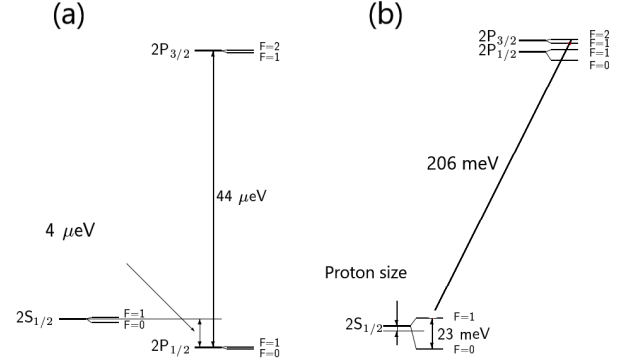 (a)
2P3/2
F=2
F=1
44 μeV
4 μeV
2S1/2
F=1
F=0
2P1/2
F=1
F=0
(b)
2P3/2
2P1/2
F=2
F=1
F=1
F=0
206 meV
Proton size
2S1/2
F=1
23 meV
F=0